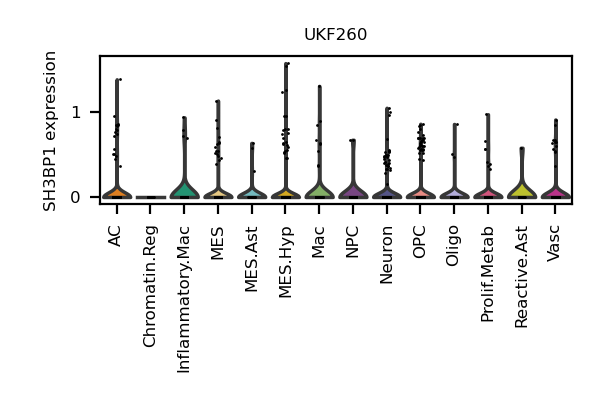 UKF260
SH3BP1 expression
1
0
AC
Chromatin.Reg
Inflammatory.Mac
MES
MES.Ast
MES.Hyp
Mac
NPC
Neuron
OPC
Oligo
Prolif.Metab
Reactive.Ast
Vasc